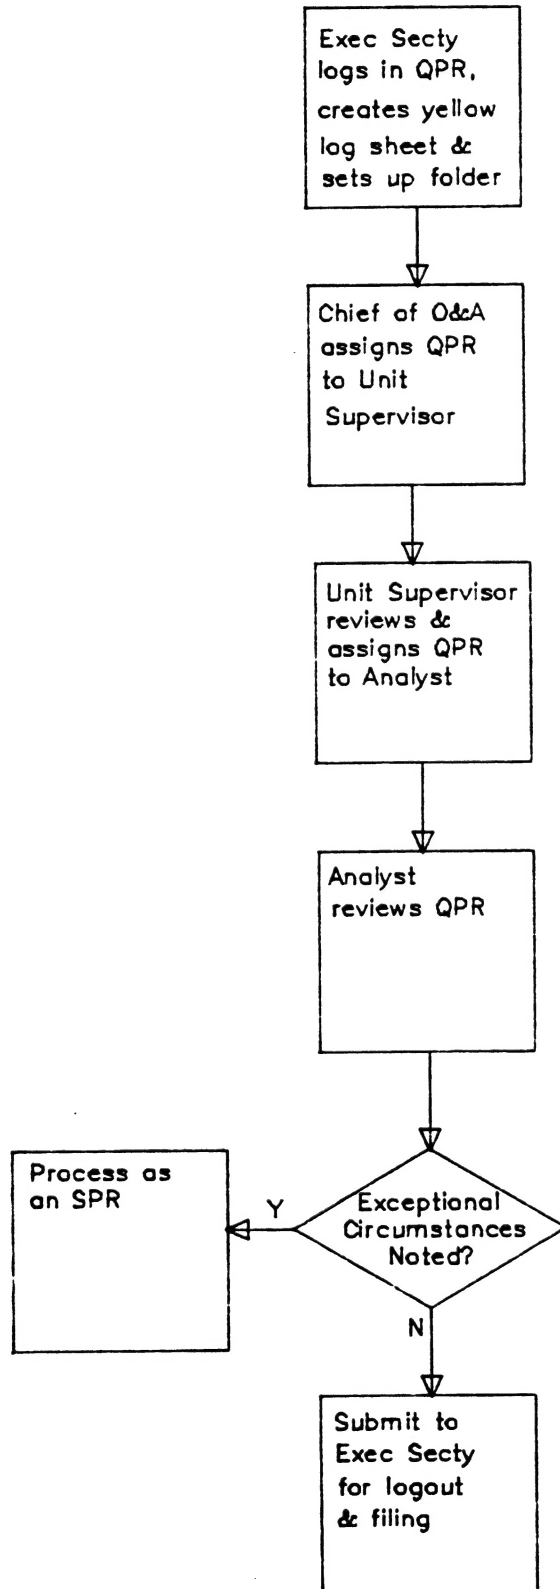 Exec Secty
logs in QPR,
creates yellow
log sheet &
sets up folder
Chief of O&A
assigns QPR
to Unit
Supervisor
Unit Supervisor
reviews &
assigns QPR
to Analyst
Analyst
reviews QPR
Process as
an SPR
Y
Exceptional
Circumstances
Noted?
N
Submit to
Exec Secty
for logout
& filing